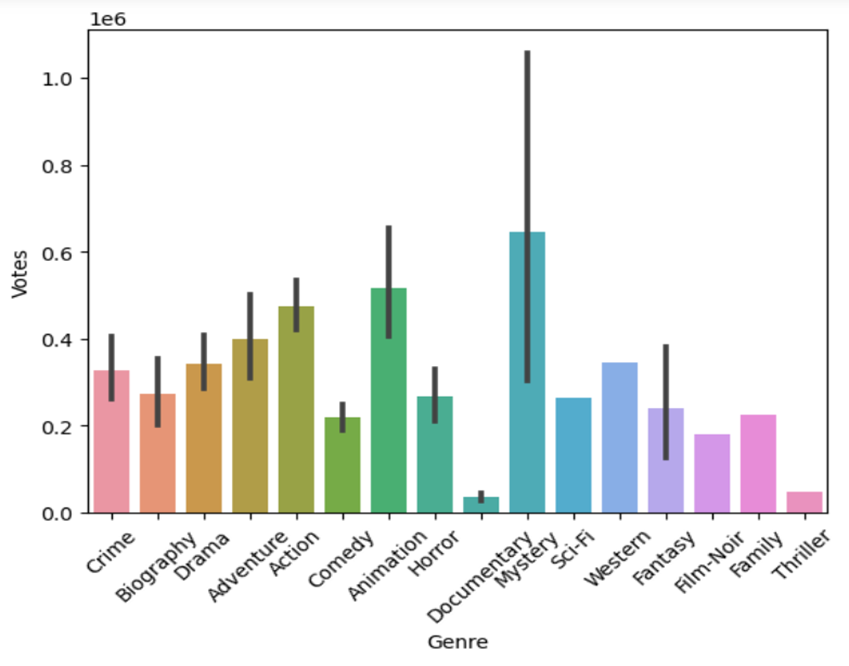 1e6
1.0
0.8
0.6
0.4
0.2
0.0
Votes
Crime
Biography
Drama
Adventure
Action
Comedy
Animation
Horror
Documentary
Mystery
Sci-Fi
Western
Fantasy
Film-Noir
Family
Thriller
Genre